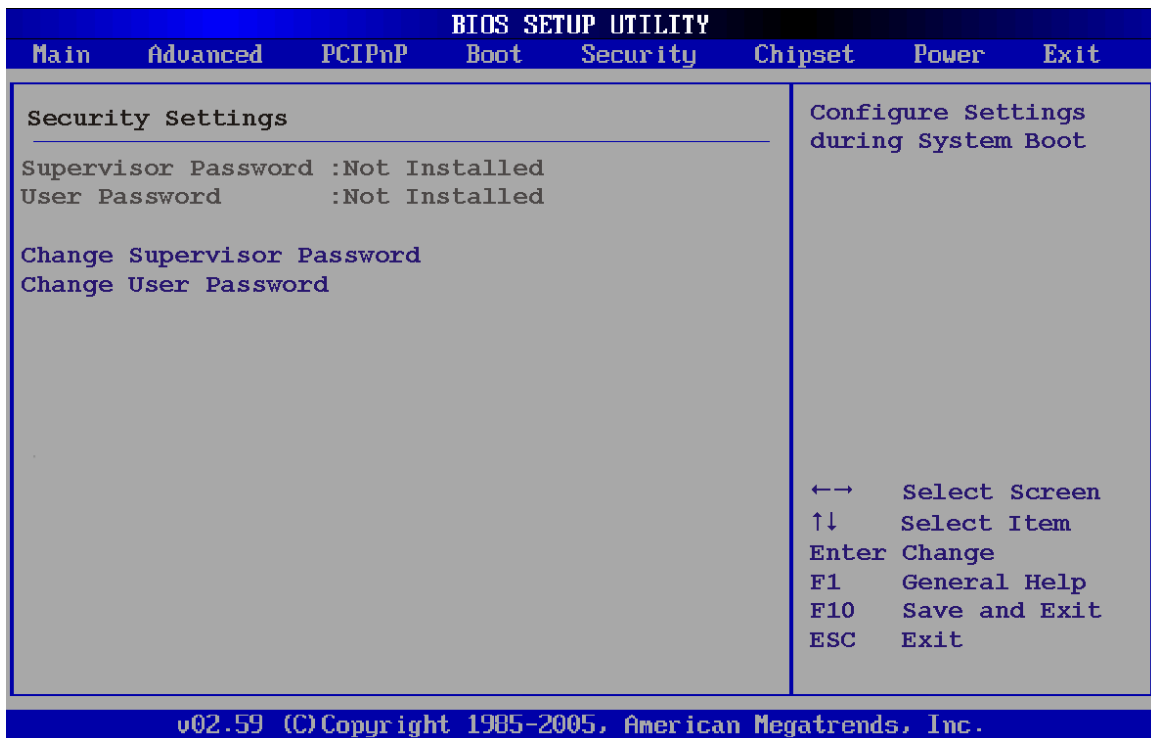 BIOS SETUP UTILITY
Main Advanced PCIPnP Boot Security Chipset Power Exit
Security Settings
Supervisor Password :Not Installed
User Password :Not Installed
Change Supervisor Password
Change User Password
Configure Settings
during System Boot
←→ Select Screen
↑↓ Select Item
Enter Change
F1 General Help
F10 Save and Exit
ESC Exit
v02.59 (C)Copyright 1985-2005, American Megatrends, Inc.